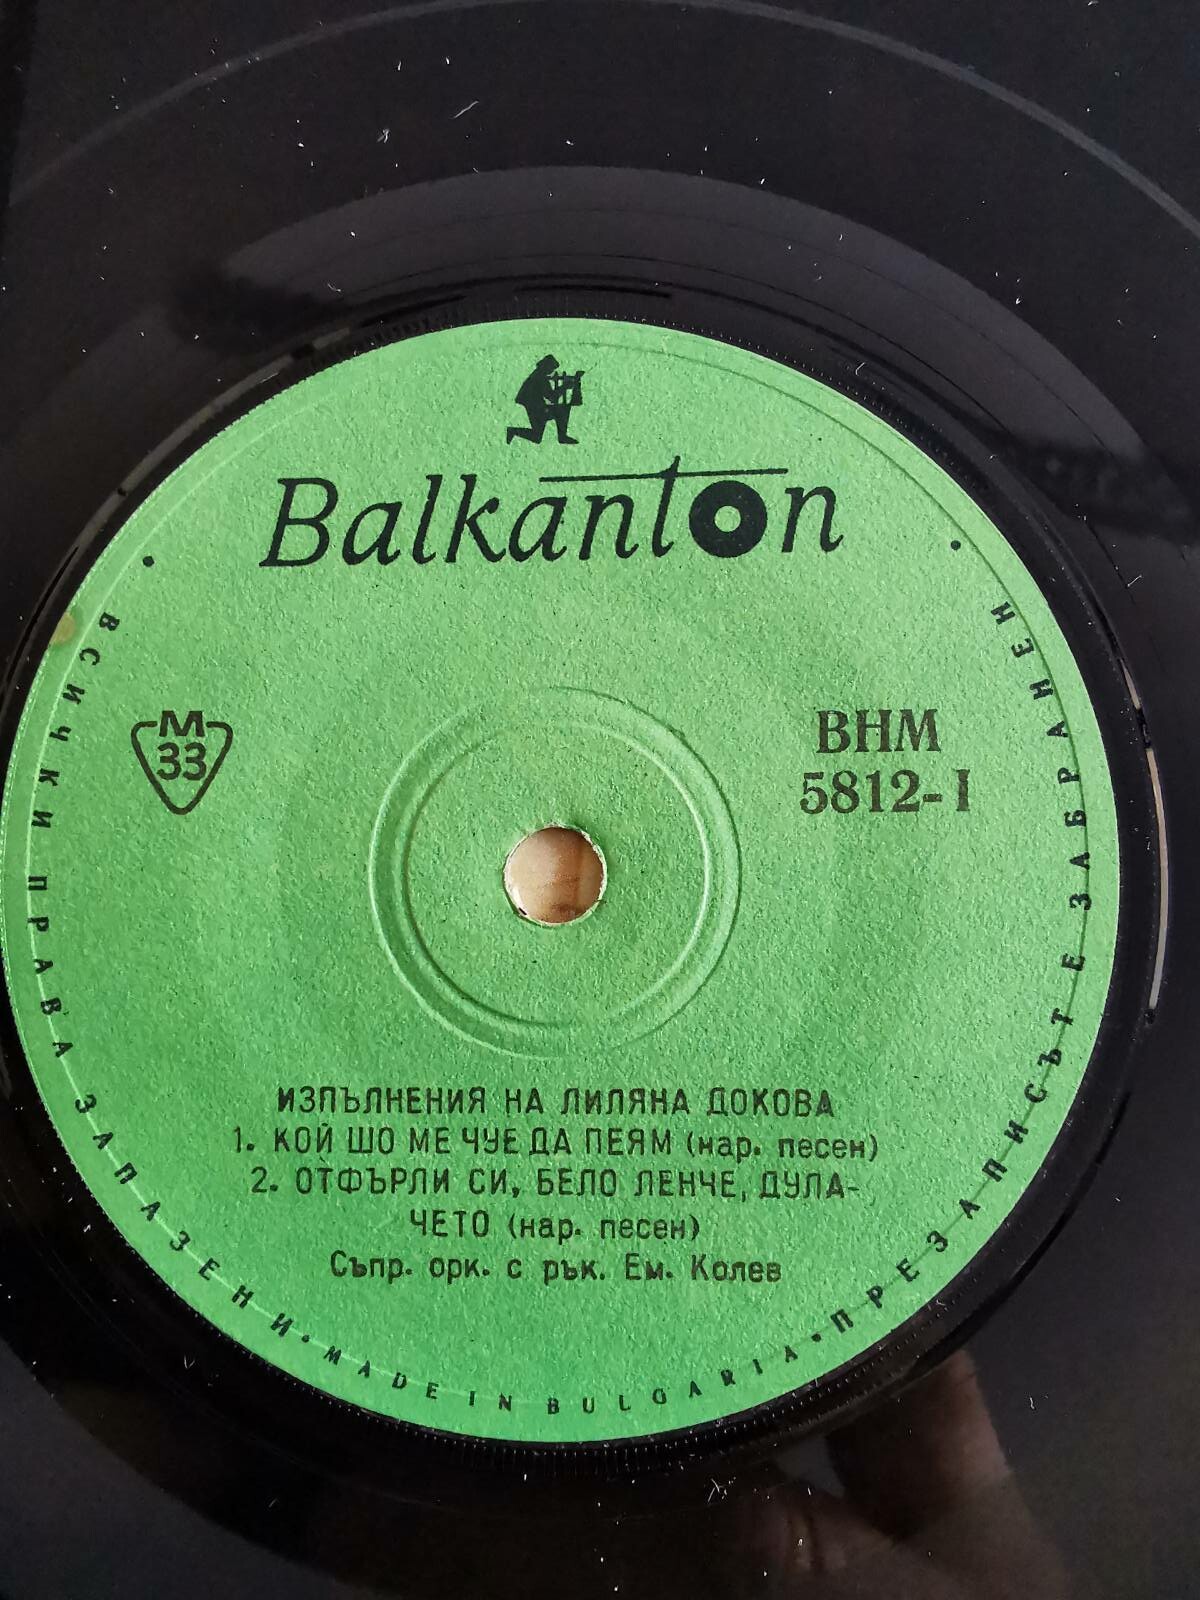 Balkanton
M
33
ВНМ
5812-I
ИЗПЪЛНЕНИЯ НА ЛИЛЯНА ДОКОВА
1. КОЙ ШО МЕ ЧУЕ ДА ПЕЯМ (нар. песен)
2. ОТФЪРЛИ СИ, БЕЛО ЛЕНЧЕ, ДУЛА-
ЧЕТО (нар. песен)
Съпр. орк. с рък. Ем. Колев
• ВСИЧКИ ПРАВА ЗАПАЗЕНИ • MADE IN BULGARIA • ПРЕЗАПИСЪТ Е ЗАБРАНЕН •